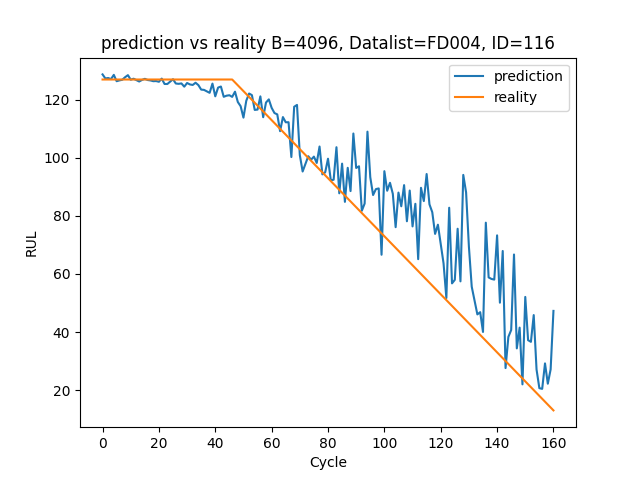 prediction vs reality B=4096, Datalist=FD004, ID=116
prediction
reality
RUL
120
100
80
60
40
20
0 20 40 60 80 100 120 140 160
Cycle